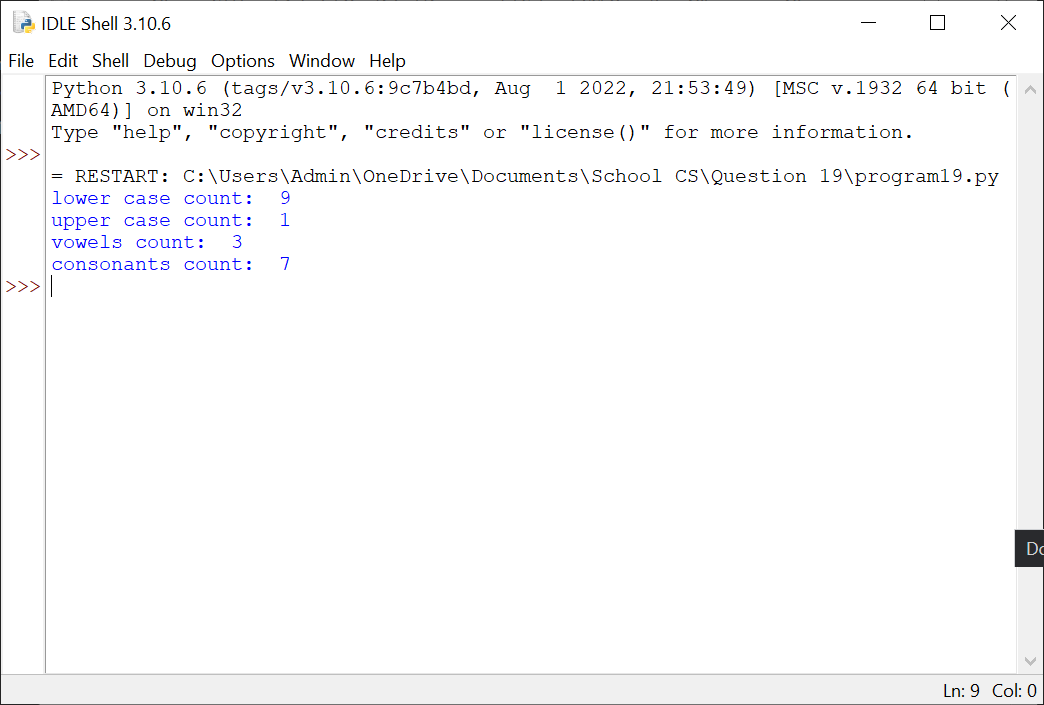 IDLE Shell 3.10.6
File Edit Shell Debug Options Window Help
Python 3.10.6 (tags/v3.10.6:9c7b4bd, Aug  1 2022, 21:53:49) [MSC v.1932 64 bit (
AMD64)] on win32
Type "help", "copyright", "credits" or "license()" for more information.
>>>
= RESTART: C:\Users\Admin\OneDrive\Documents\School CS\Question 19\program19.py
lower case count:  9
upper case count:  1
vowels count:  3
consonants count:  7
>>>
Do
Ln: 9 Col: 0